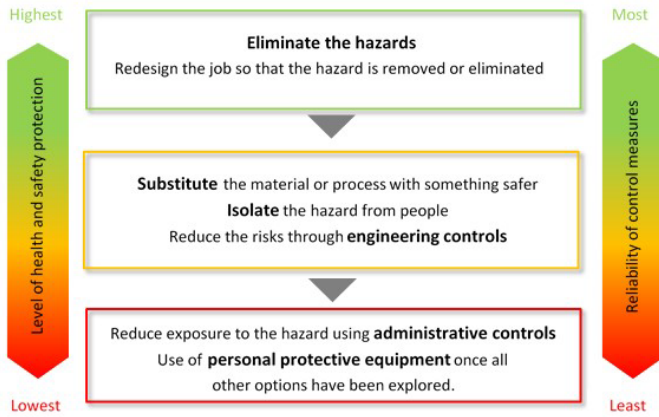 Highest
Most
Eliminate the hazards
Redesign the job so that the hazard is removed or eliminated
Level of health and safety protection
Reliability of control measures
Substitute the material or process with something safer
Isolate the hazard from people
Reduce the risks through engineering controls
Reduce exposure to the hazard using administrative controls
Use of personal protective equipment once all
other options have been explored.
Lowest
Least